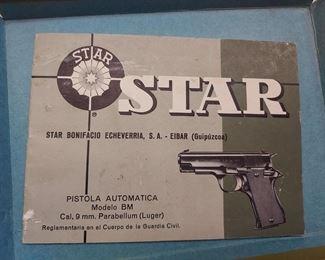 STAR
®
STAR
STAR BONIFACIO ECHEVERRIA, S. A. - EIBAR (Guipúzcoa)
PISTOLA AUTOMATICA
Modelo BM
Cal. 9 mm. Parabellum (Luger)
Reglamentaria en el Cuerpo de la Guardia Civil.